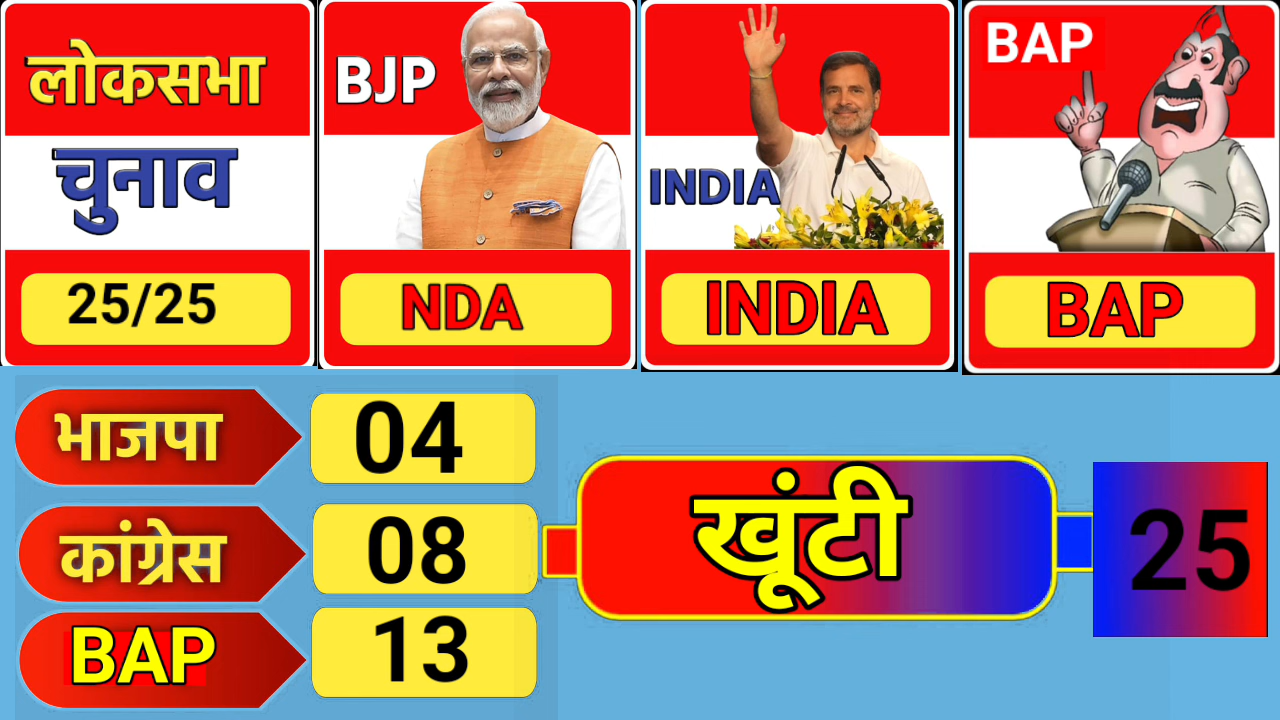 लोकसभा
चुनाव
25/25
BJP
NDA
INDIA
INDIA
BAP
BAP
भाजपा 04
कांग्रेस 08
BAP 13
खूंटी 25